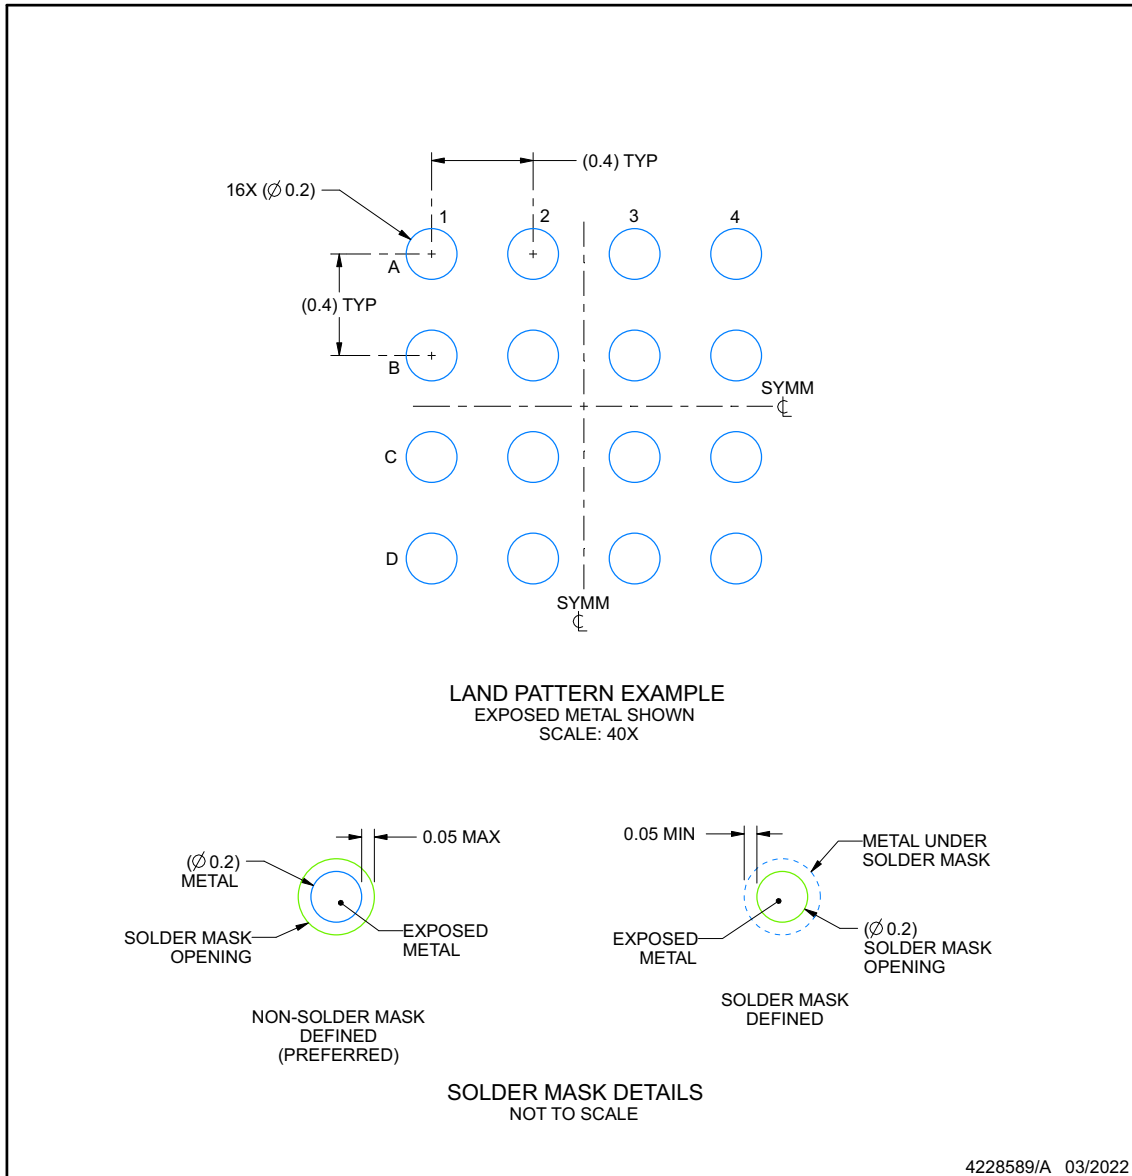 (0.4) TYP
16X (∅ 0.2)
1
2
3
4
A
(0.4) TYP
B
SYMM
℄
C
D
SYMM
℄
LAND PATTERN EXAMPLE
EXPOSED METAL SHOWN
SCALE: 40X
0.05 MAX
(∅ 0.2)
METAL
SOLDER MASK
OPENING
EXPOSED
METAL
NON-SOLDER MASK
DEFINED
(PREFERRED)
0.05 MIN
METAL UNDER
SOLDER MASK
EXPOSED
METAL
(∅ 0.2)
SOLDER MASK
OPENING
SOLDER MASK
DEFINED
SOLDER MASK DETAILS
NOT TO SCALE
4228589/A 03/2022